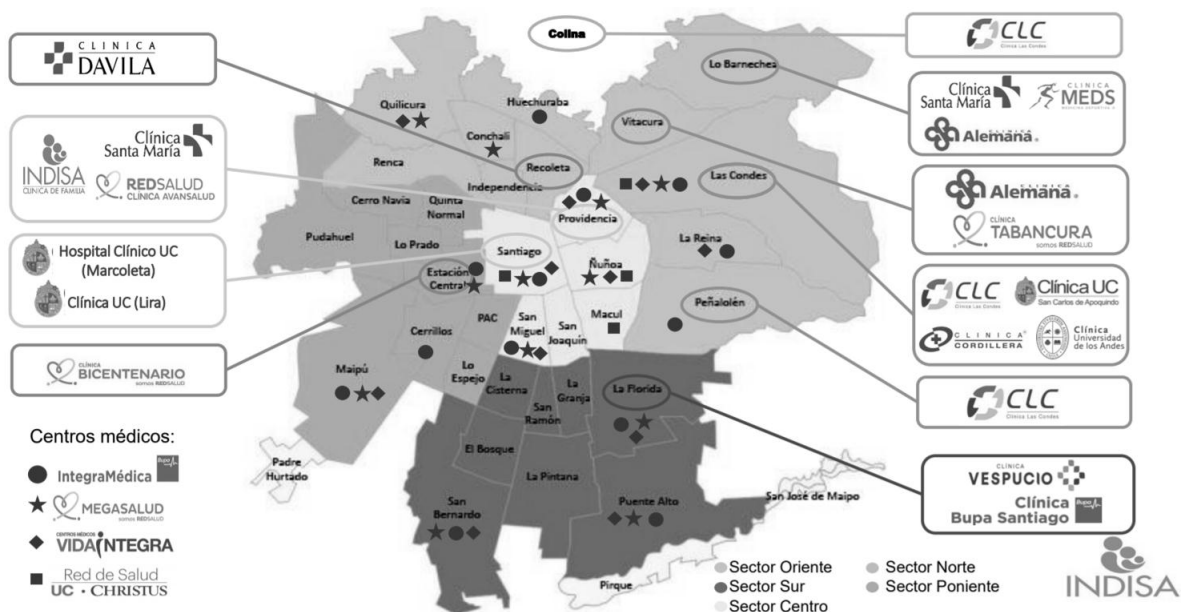 CLINICA
DAVILA
INDISA
CLINICA DE FAMILIA
Clínica
Santa María
REDSALUD
CLÍNICA AVANSALUD
Hospital Clínico UC
(Marcoleta)
Clínica UC (Lira)
CLÍNICA
BICENTENARIO
somos REDSALUD
Centros médicos:
IntegraMédica
Bupa
MEGASALUD
somos REDSALUD
CENTROS MÉDICOS
VIDAINTEGRA
Red de Salud
UC · CHRISTUS
Colina
Lo Barnechea
Quilicura
Huechuraba
Vitacura
Conchalí
Renca
Recoleta
Las Condes
Independencia
Cerro Navia
Quinta
Normal
Providencia
Pudahuel
Lo Prado
Santiago
La Reina
Ñuñoa
Estación
Central
Peñalolén
PAC
San
Miguel
San
Joaquín
Macul
Cerrillos
Maipú
Lo
Espejo
La
Cisterna
La
Granja
La Florida
San
Ramón
El Bosque
Padre
Hurtado
La Pintana
San
Bernardo
Puente Alto
San José de Maipo
Pirque
CLC
Clínica Las Condes
Clínica
Santa María
CLINICA
MEDS
Alemana
Alemana
CLÍNICA
TABANCURA
somos REDSALUD
CLC
Clínica Las Condes
Clínica UC
San Carlos de Apoquindo
CLINICA
CORDILLERA
Clínica
Universidad
de los Andes
CLC
Clínica Las Condes
CLÍNICA
VESPUCIO
Clínica
Bupa Santiago
Bupa
Sector Oriente
Sector Norte
Sector Sur
Sector Poniente
Sector Centro
INDISA